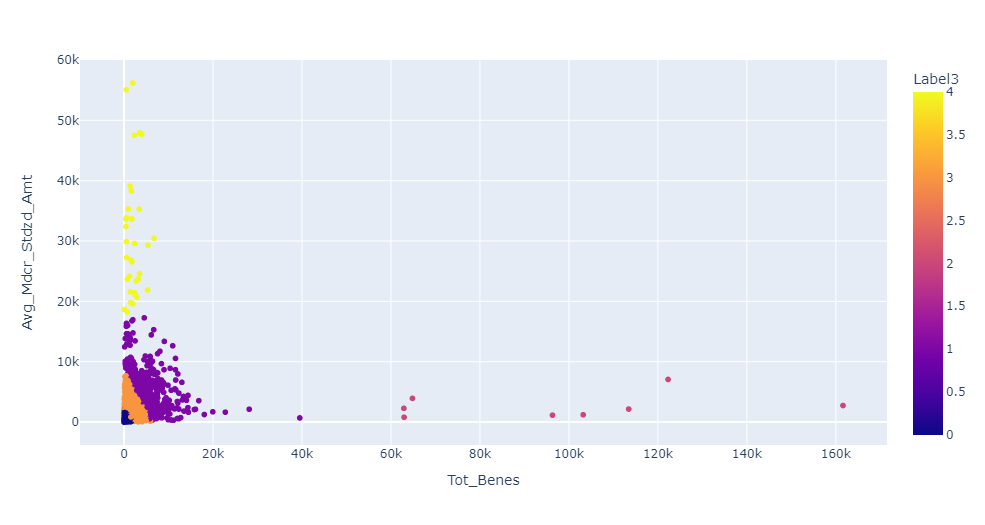 60k
50k
40k
30k
20k
10k
0
Avg_Mdcr_Stdzd_Amt
0
20k
40k
60k
80k
100k
120k
140k
160k
Tot_Benes
Label3
4
3.5
3
2.5
2
1.5
1
0.5
0